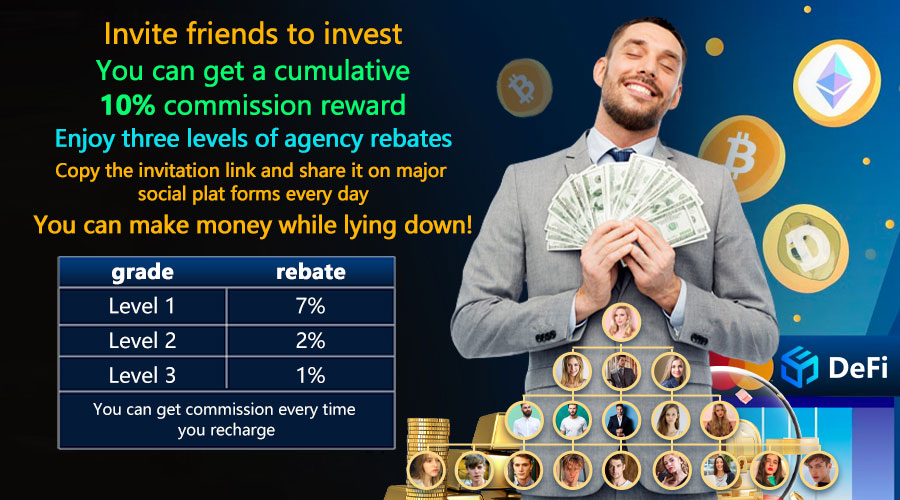 Invite friends to invest
You can get a cumulative
10% commission reward
Enjoy three levels of agency rebates
Copy the invitation link and share it on major
social plat forms every day
You can make money while lying down!
grade rebate
Level 1 7%
Level 2 2%
Level 3 1%
You can get commission every time
you recharge
DeFi